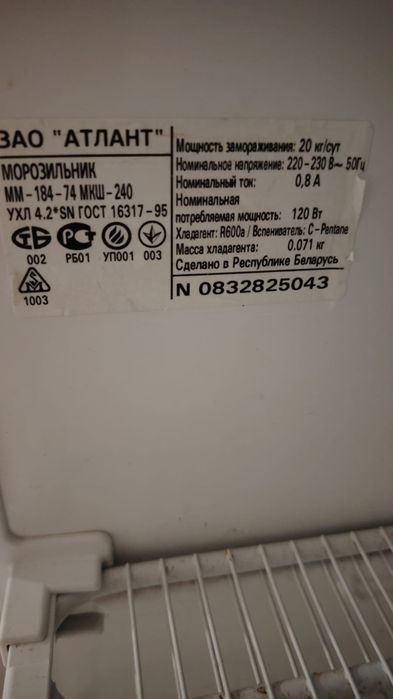 ЗАО "АТЛАНТ"
МОРОЗИЛЬНИК
ММ-184-74 МКШ-240
УХЛ 4.2*SN ГОСТ 16317-95
002 РБ01 УП001 003
1003
Мощность замораживания: 20 кг/сут
Номинальное напряжение: 220-230 В~ 50Гц
Номинальный ток: 0,8 А
Номинальная
потребляемая мощность: 120 Вт
Хладагент: R600a / Вспениватель: C-Pentane
Масса хладагента: 0.071 кг
Сделано в Республике Беларусь
N 0832825043